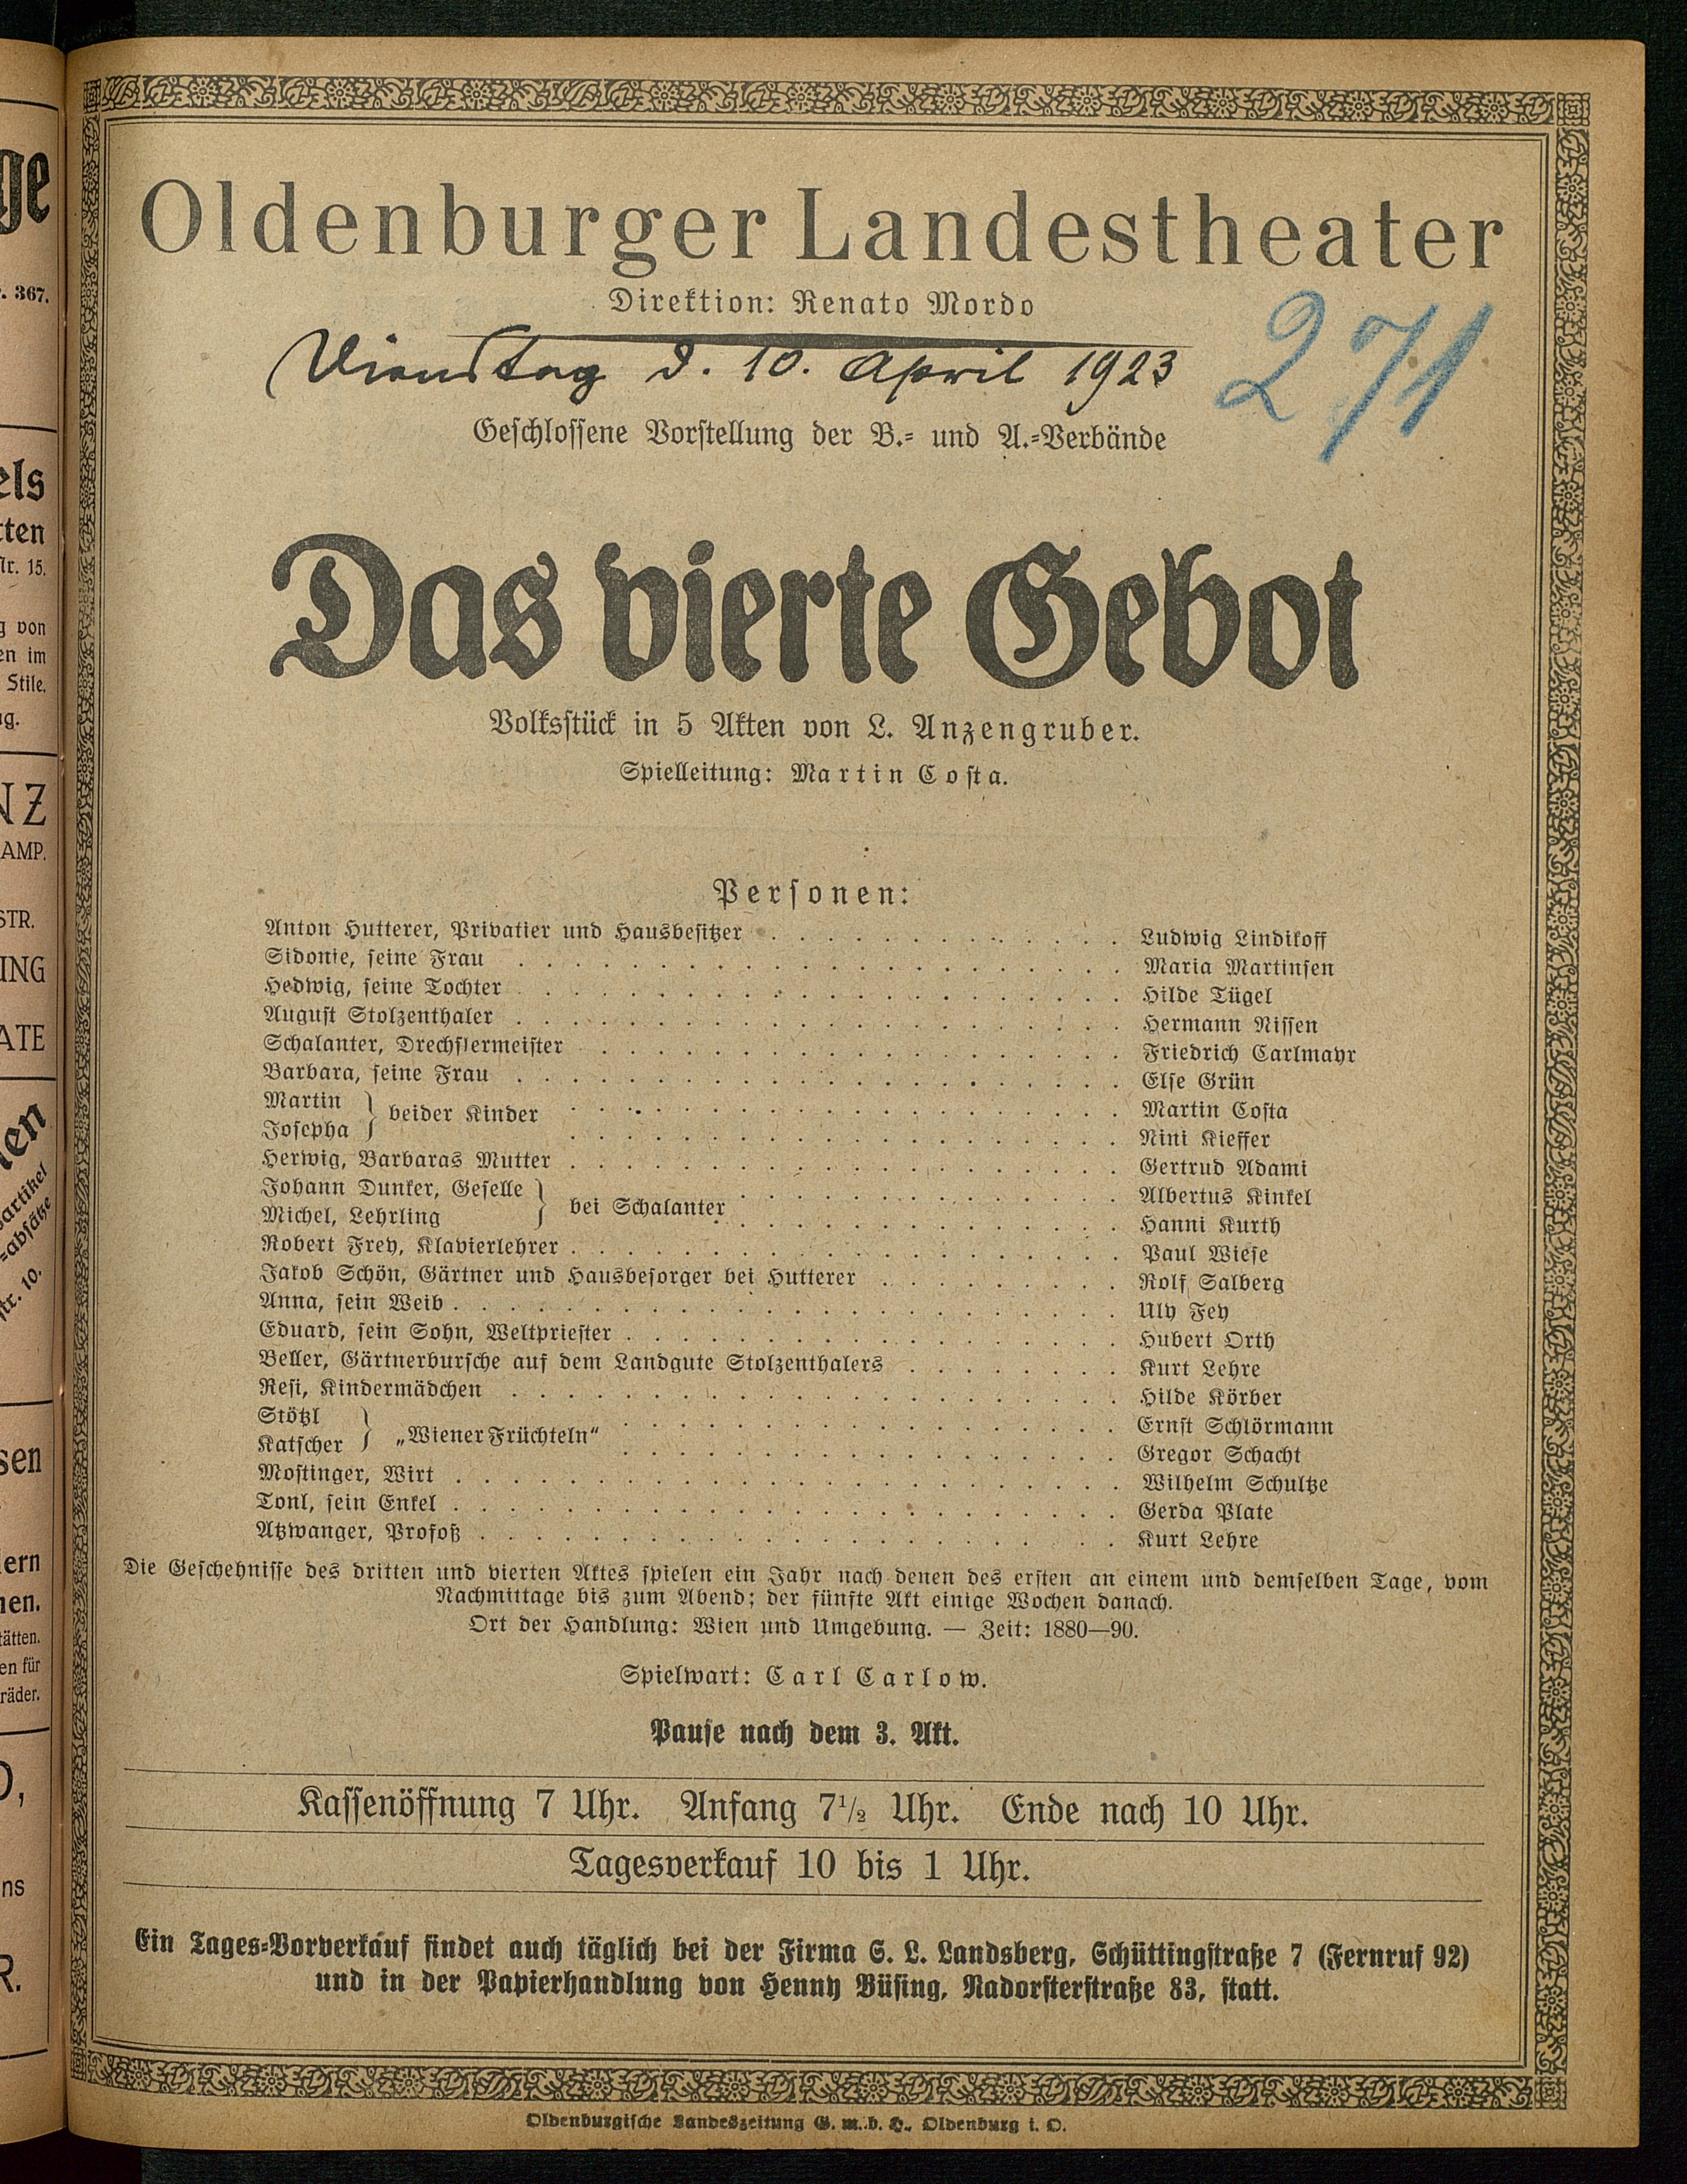 Oldenburger Landestheater
Direktion: Renato Mordo
Dienstag d. 10. April 1923
271
Geschlossene Vorstellung der B.- und A.-Verbände
Das vierte Gebot
Volksstück in 5 Akten von L. Anzengruber.
Spielleitung: Martin Costa.
Personen:
Anton Hutterer, Privatier und Hausbesitzer . . . . . . . . . . . . . Ludwig Lindikoff
Sidonie, seine Frau . . . . . . . . . . . . . . . . . . . . . . Maria Martinsen
Hedwig, seine Tochter . . . . . . . . . . . . . . . . . . . . . Hilde Tügel
August Stolzenthaler . . . . . . . . . . . . . . . . . . . . . . Hermann Nissen
Schalanter, Drechslermeister . . . . . . . . . . . . . . . . . . . Friedrich Carlmayr
Barbara, seine Frau . . . . . . . . . . . . . . . . . . . . . . Else Grün
Martin } beider Kinder . . . . . . . . . . . . . . . . . . . . Martin Costa
Josepha } . . . . . . . . . . . . . . . . . . . . Nini Kieffer
Herwig, Barbaras Mutter . . . . . . . . . . . . . . . . . . . . Gertrud Adami
Johann Dunker, Geselle } bei Schalanter . . . . . . . . . . . . . . Albertus Kinkel
Michel, Lehrling } . . . . . . . . . . . . . . . Hanni Kurth
Robert Frey, Klavierlehrer . . . . . . . . . . . . . . . . . . . . Paul Wiese
Jakob Schön, Gärtner und Hausbesorger bei Hutterer . . . . . . . . . Rolf Salberg
Anna, sein Weib . . . . . . . . . . . . . . . . . . . . . . . . Uly Fey
Eduard, sein Sohn, Weltpriester . . . . . . . . . . . . . . . . . . Hubert Orth
Beller, Gärtnerbursche auf dem Landgute Stolzenthalers . . . . . . . . Kurt Lehre
Resi, Kindermädchen . . . . . . . . . . . . . . . . . . . . . . Hilde Körber
Stötzl } „Wiener Früchteln“ . . . . . . . . . . . . . . . . . . Ernst Schlörmann
Katscher } . . . . . . . . . . . . . . . . . . Gregor Schacht
Mostinger, Wirt . . . . . . . . . . . . . . . . . . . . . . . . Wilhelm Schultze
Tonl, sein Enkel . . . . . . . . . . . . . . . . . . . . . . . . Gerda Plate
Atzwanger, Profoß . . . . . . . . . . . . . . . . . . . . . . . Kurt Lehre
Die Geschehnisse des dritten und vierten Aktes spielen ein Jahr nach denen des ersten an einem und demselben Tage, vom
Nachmittage bis zum Abend; der fünfte Akt einige Wochen danach.
Ort der Handlung: Wien und Umgebung. — Zeit: 1880—90.
Spielwart: Carl Carlow.
Pause nach dem 3. Akt.
Kassenöffnung 7 Uhr. Anfang 7½ Uhr. Ende nach 10 Uhr.
Tagesverkauf 10 bis 1 Uhr.
Ein Tages-Vorverkauf findet auch täglich bei der Firma S. L. Landsberg, Schüttingstraße 7 (Fernruf 92)
und in der Papierhandlung von Henny Büsing, Nadorsterstraße 83, statt.
Oldenburgische Landeszeitung G. m. b. H., Oldenburg i. O.